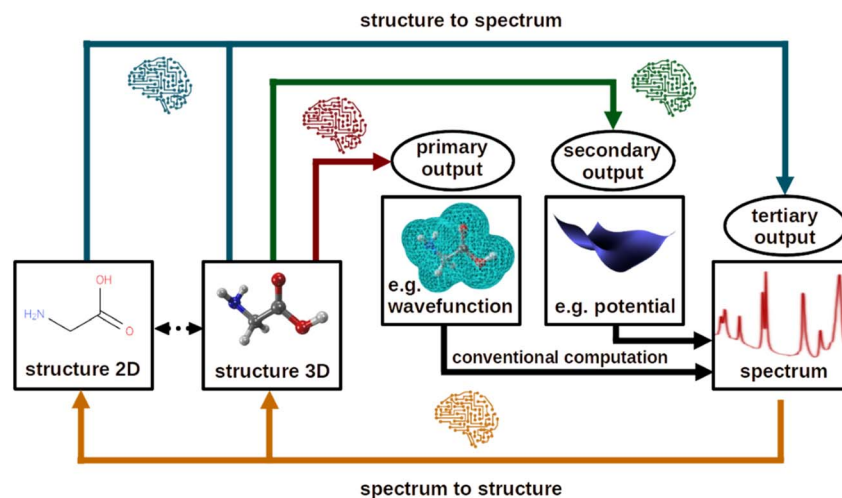 structure to spectrum
primary
output
secondary
output
tertiary
output
OH
H₂N
O
structure 2D
structure 3D
e.g.
wavefunction
e.g. potential
conventional computation
spectrum
spectrum to structure